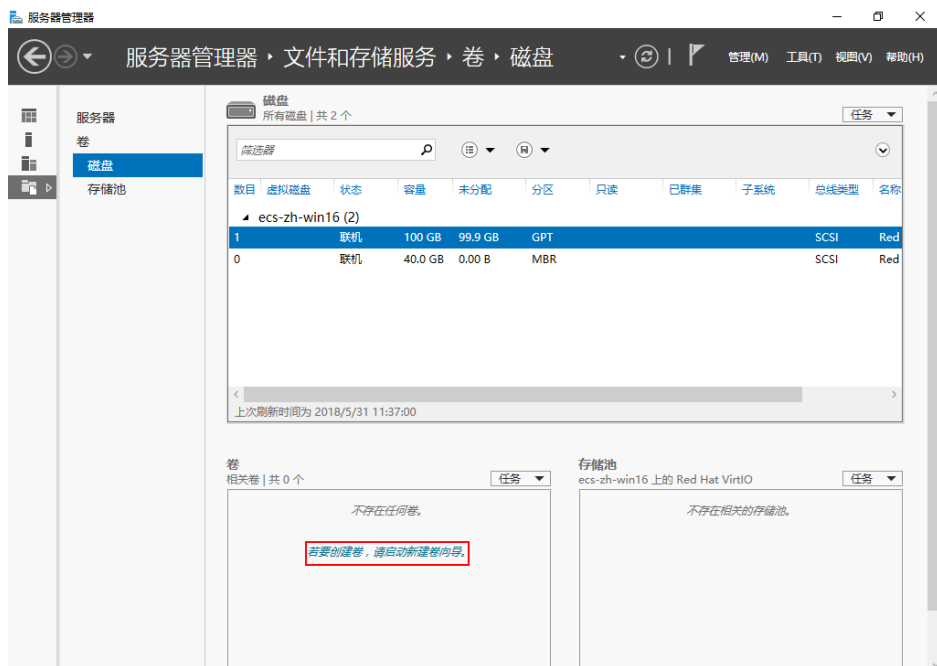 服务器管理器
服务器管理器 · 文件和存储服务 · 卷 · 磁盘
管理(M) 工具(T) 视图(V) 帮助(H)
服务器
卷
磁盘
存储池
磁盘
所有磁盘 | 共 2 个
任务
筛选器
数目 虚拟磁盘 状态 容量 未分配 分区 只读 已群集 子系统 总线类型 名称
ecs-zh-win16 (2)
1 联机 100 GB 99.9 GB GPT SCSI Red
0 联机 40.0 GB 0.00 B MBR SCSI Red
上次刷新时间为 2018/5/31 11:37:00
卷
相关卷 | 共 0 个
任务
不存在任何卷。
若要创建卷，请启动新建卷向导。
存储池
ecs-zh-win16 上的 Red Hat VirtIO
任务
不存在相关的存储池。